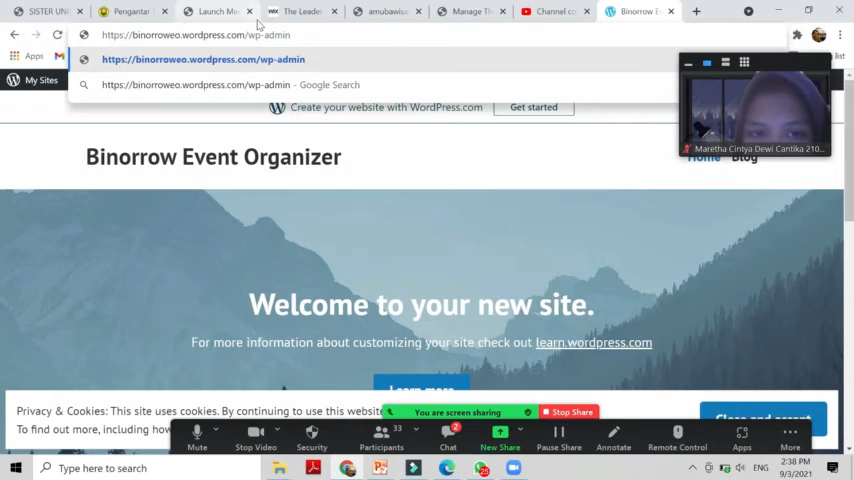 SISTER UN
Pengantar
Launch Me
WIX The Leade
amubawisa
Manage Th
Channel co
Binorrow E
https://binorroweo.wordpress.com/wp-admin
https://binorroweo.wordpress.com/wp-admin
https://binorroweo.wordpress.com/wp-admin - Google Search
Apps
My Sites
list
Create your website with WordPress.com
Get started
Binorrow Event Organizer
Home Blog
Maretha Cintya Dewi Cantika 210...
Welcome to your new site.
For more information about customizing your site check out learn.wordpress.com
Learn more
Privacy & Cookies: This site uses cookies. By continuing to use this website
To find out more, including how
Close and accept
You are screen sharing
Stop Share
Mute
Stop Video
Security
Participants 33
Chat 2
New Share
Pause Share
Annotate
Remote Control
Apps
More
Type here to search
25
ENG
2:38 PM
9/3/2021